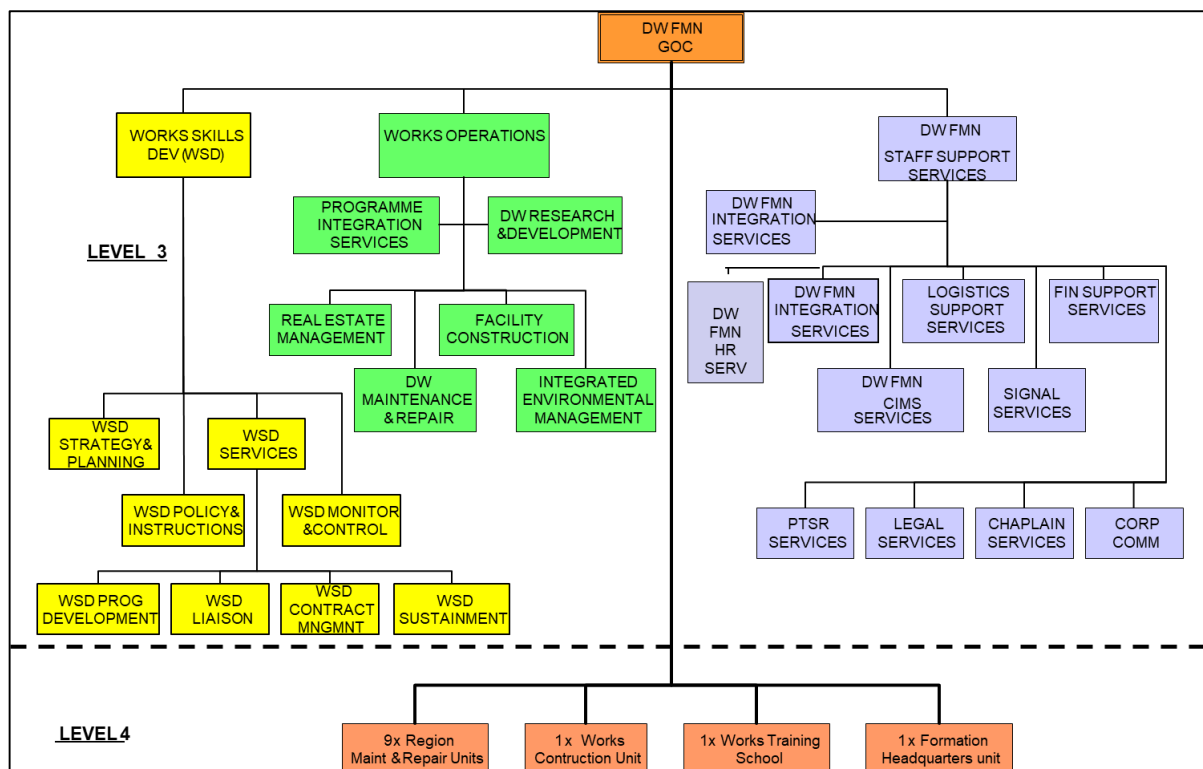 DW FMN
GOC
WORKS SKILLS
DEV (WSD)
WORKS OPERATIONS
DW FMN
STAFF SUPPORT
SERVICES
PROGRAMME
INTEGRATION
SERVICES
DW RESEARCH
&DEVELOPMENT
DW FMN
INTEGRATION
SERVICES
LEVEL 3
REAL ESTATE
MANAGEMENT
FACILITY
CONSTRUCTION
DW
FMN
HR
SERV
DW FMN
INTEGRATION
SERVICES
LOGISTICS
SUPPORT
SERVICES
FIN SUPPORT
SERVICES
DW
MAINTENANCE
& REPAIR
INTEGRATED
ENVIRONMENTAL
MANAGEMENT
DW FMN
CIMS
SERVICES
SIGNAL
SERVICES
WSD
STRATEGY&
PLANNING
WSD
SERVICES
WSD POLICY&
INSTRUCTIONS
WSD MONITOR
&CONTROL
PTSR
SERVICES
LEGAL
SERVICES
CHAPLAIN
SERVICES
CORP
COMM
WSD PROG
DEVELOPMENT
WSD
LIAISON
WSD
CONTRACT
MNGMNT
WSD
SUSTAINMENT
LEVEL 4
9x Region
Maint & Repair Units
1x Works
Contruction Unit
1x Works Training
School
1x Formation
Headquarters unit